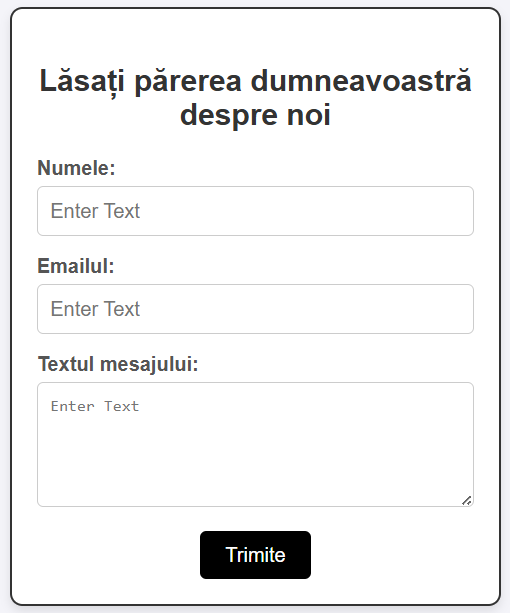 Lăsați părerea dumneavoastră
despre noi
Numele:
Enter Text
Emailul:
Enter Text
Textul mesajului:
Enter Text
Trimite